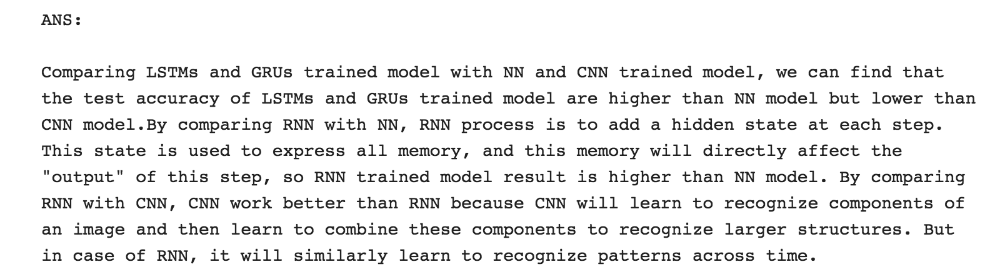 ANS:
Comparing LSTMs and GRUs trained model with NN and CNN trained model, we can find that
the test accuracy of LSTMs and GRUs trained model are higher than NN model but lower than
CNN model.By comparing RNN with NN, RNN process is to add a hidden state at each step.
This state is used to express all memory, and this memory will directly affect the
"output" of this step, so RNN trained model result is higher than NN model. By comparing
RNN with CNN, CNN work better than RNN because CNN will learn to recognize components of
an image and then learn to combine these components to recognize larger structures. But
in case of RNN, it will similarly learn to recognize patterns across time.